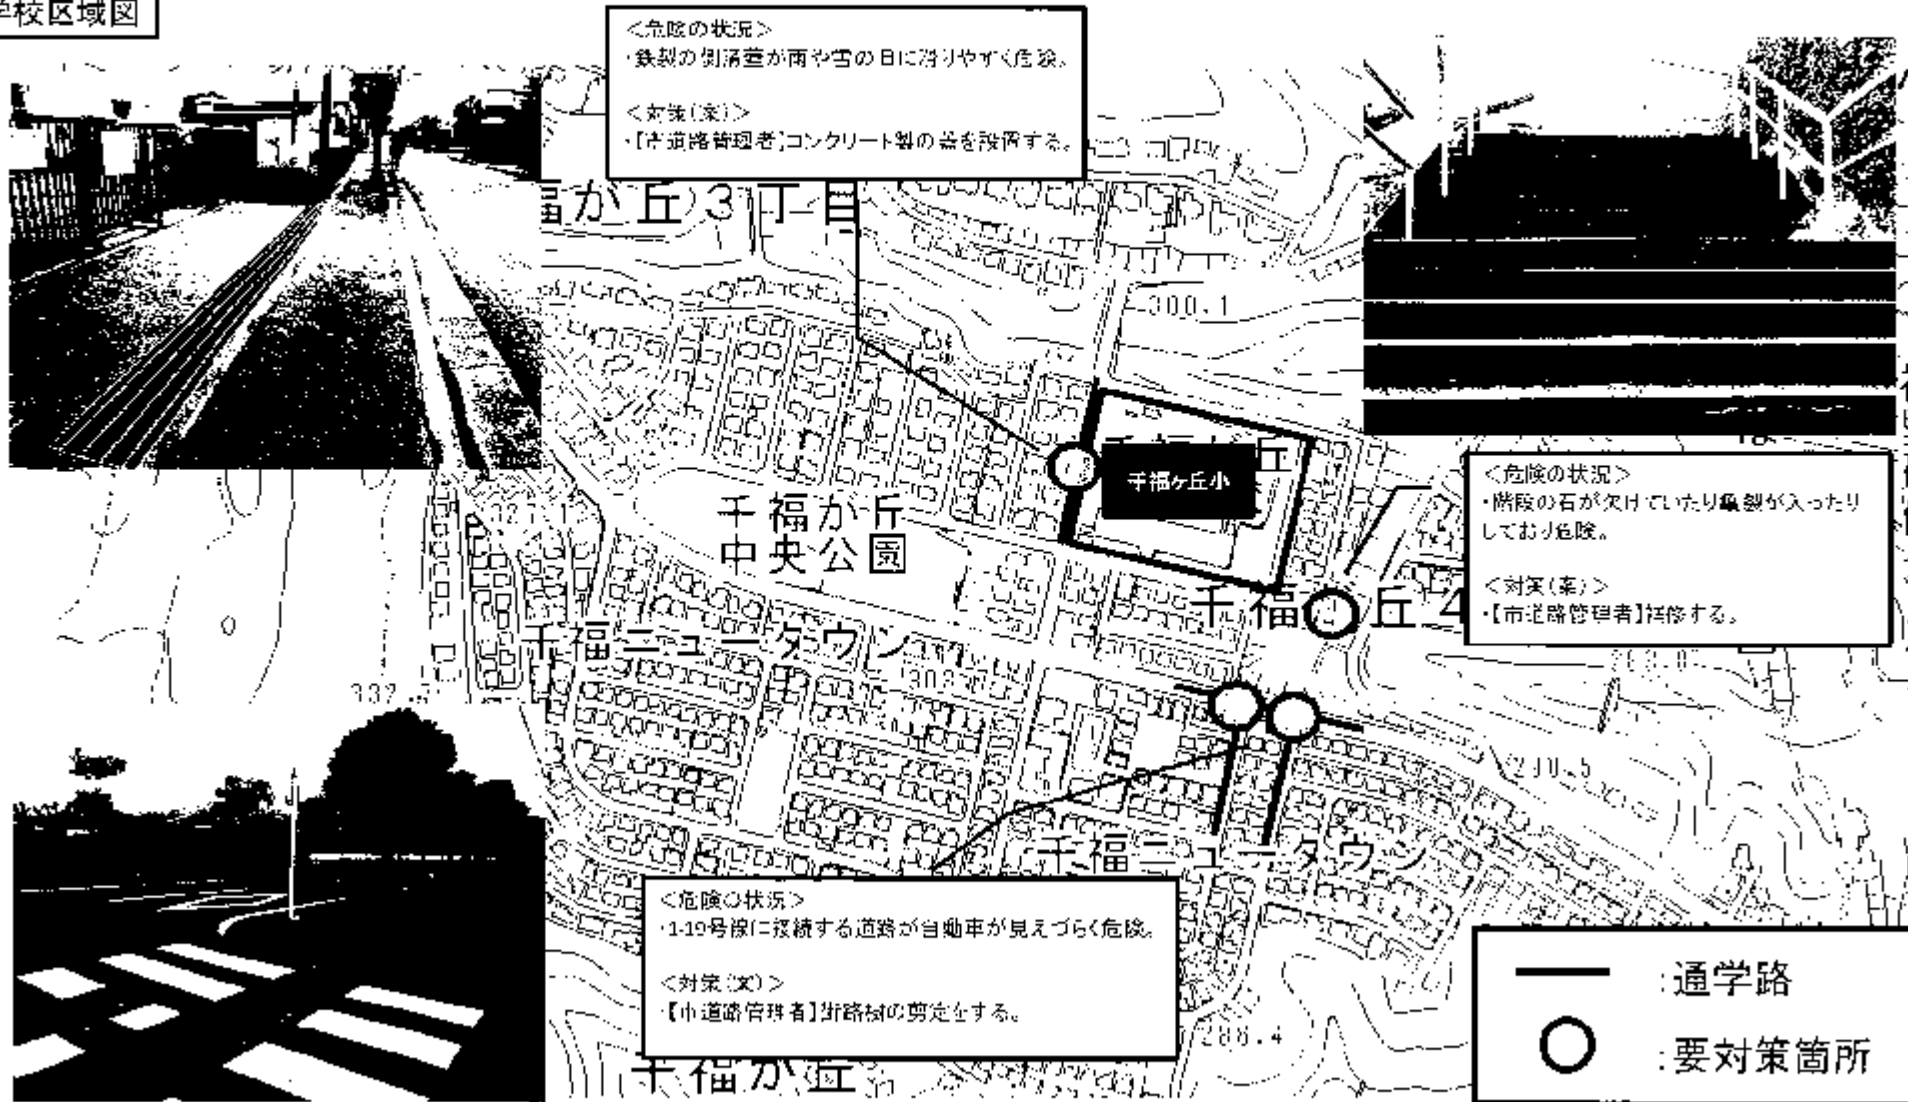 学校区域図
<危険の状況>
・鉄製の側溝蓋が雨や雪の日に滑りやすく危険。
<対策(案)>
・【市道路管理者】コンクリート製の蓋を設置する。
福が丘3丁目
300.1
千福ヶ丘小
丘
千福が丘
中央公園
<危険の状況>
・階段の石が欠けていたり亀裂が入ったり
しており危険。
<対策(案)>
・【市道路管理者】補修する。
千福 丘4
千福ニュータウン
290.5
千福ニュータウン
<危険の状況>
・1-19号線に接続する道路が自動車が見えづらく危険。
<対策(案)>
・【市道路管理者】街路樹の剪定をする。
288.4
千福が丘
:通学路
:要対策箇所